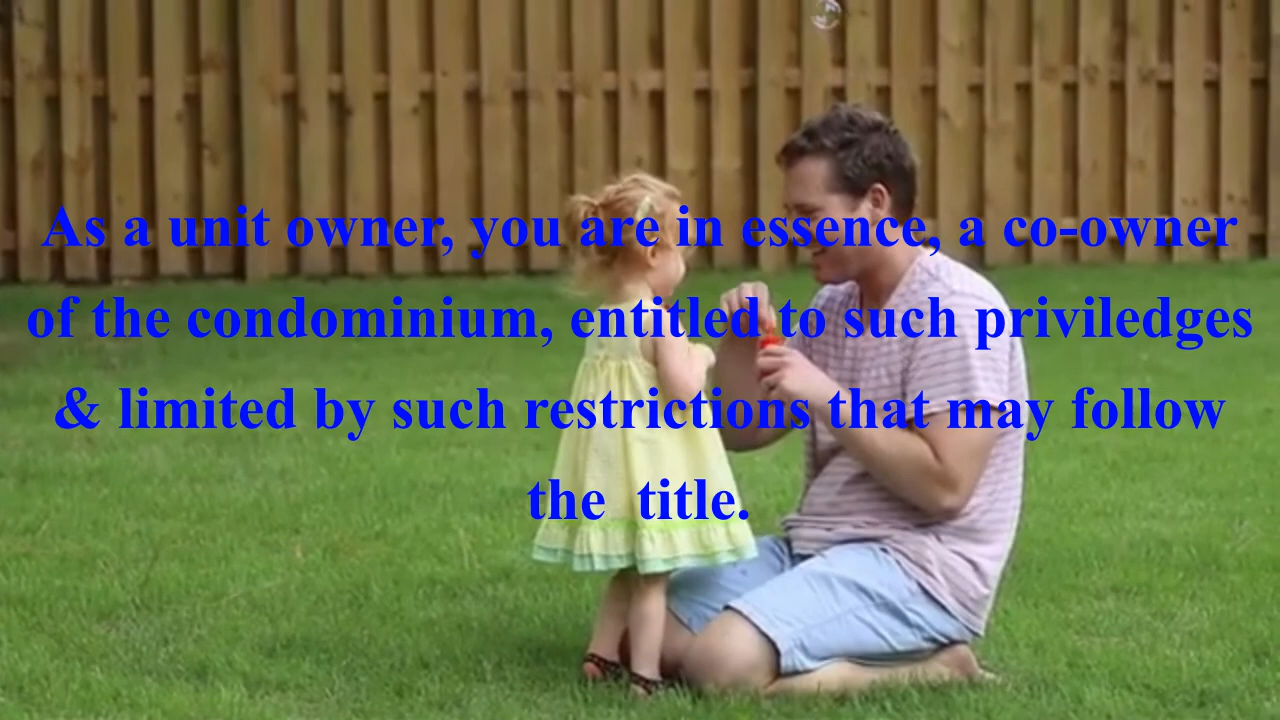 As a unit owner, you are in essence, a co-owner
of the condominium, entitled to such priviledges
& limited by such restrictions that may follow
the  title.